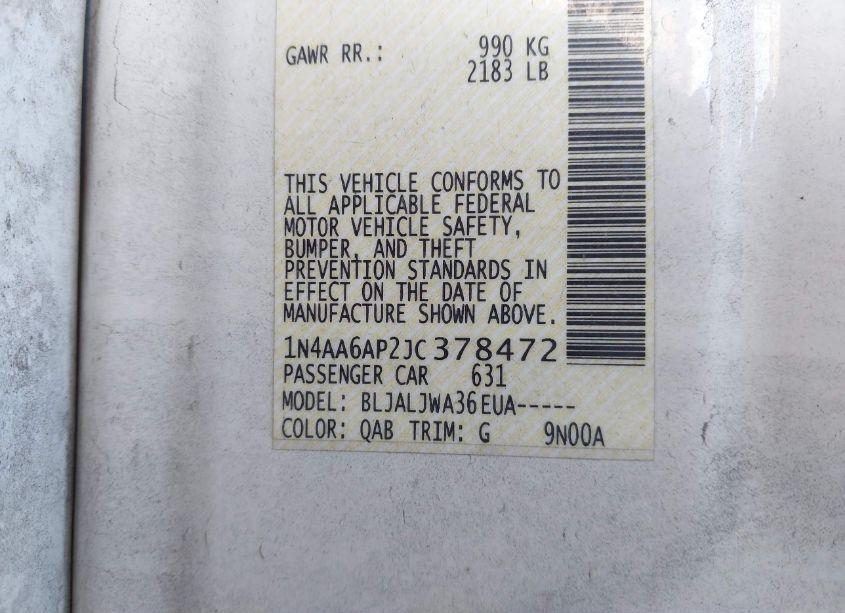 GAWR RR.: 990 KG
2183 LB
THIS VEHICLE CONFORMS TO
ALL APPLICABLE FEDERAL
MOTOR VEHICLE SAFETY,
BUMPER, AND THEFT
PREVENTION STANDARDS IN
EFFECT ON THE DATE OF
MANUFACTURE SHOWN ABOVE.
1N4AA6AP2JC378472
PASSENGER CAR 631
MODEL: BLJALJWA36EUA-----
COLOR: QAB TRIM: G 9N00A